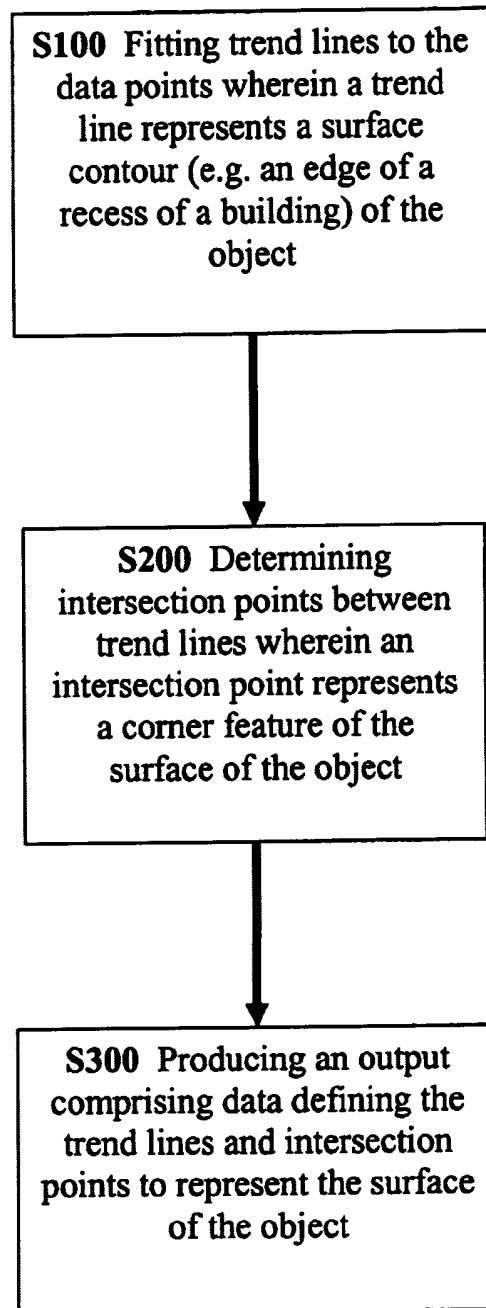 S100 Fitting trend lines to the
data points wherein a trend
line represents a surface
contour (e.g. an edge of a
recess of a building) of the
object
S200 Determining
intersection points between
trend lines wherein an
intersection point represents
a corner feature of the
surface of the object
S300 Producing an output
comprising data defining the
trend lines and intersection
points to represent the surface
of the object